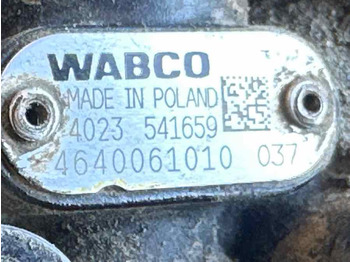 WABCO
MADE IN POLAND
4023 541659
4640061010 037